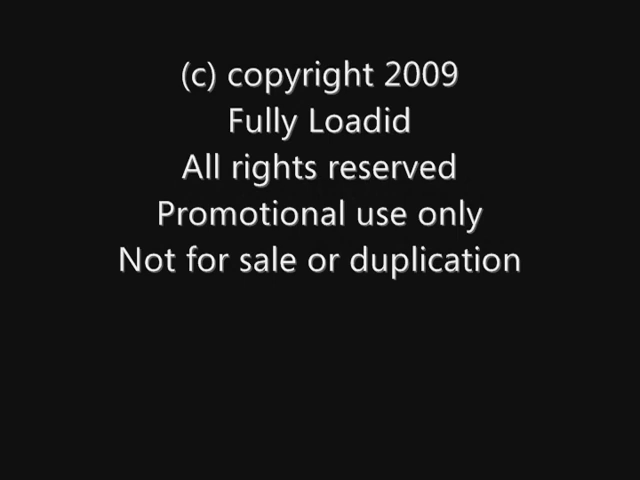 (c) copyright 2009
Fully Loadid
All rights reserved
Promotional use only
Not for sale or duplication